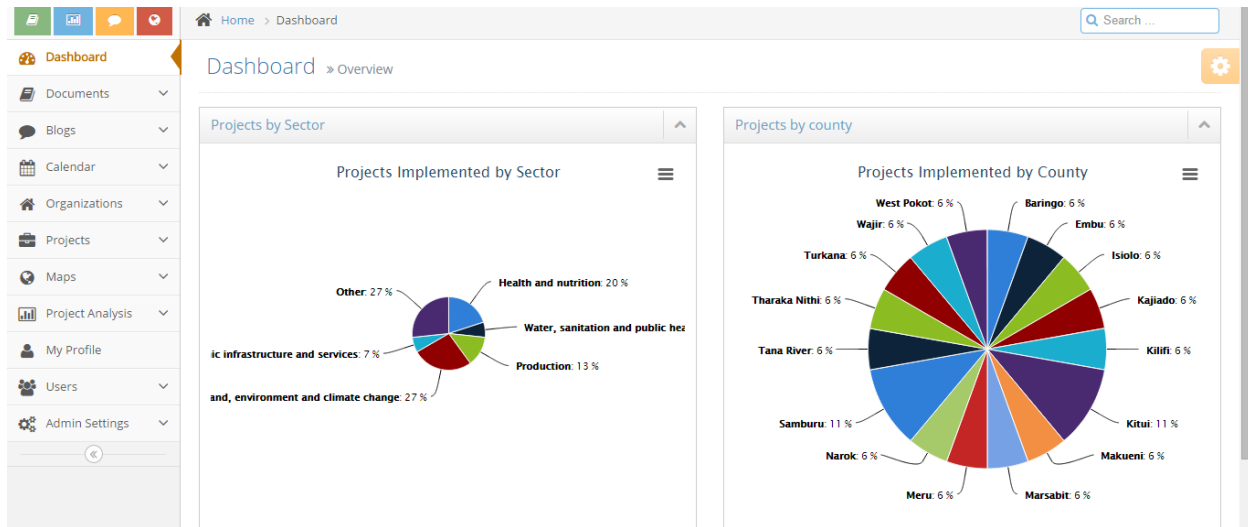 Home > Dashboard
Search ...
Dashboard
Documents
Blogs
Calendar
Organizations
Projects
Maps
Project Analysis
My Profile
Users
Admin Settings
Dashboard » Overview
Projects by Sector
Projects Implemented by Sector
Health and nutrition: 20 %
Other: 27 %
Water, sanitation and public hea
ic infrastructure and services: 7 %
Production: 13 %
and, environment and climate change: 27 %
Projects by county
Projects Implemented by County
West Pokot: 6 %
Baringo: 6 %
Wajir: 6 %
Embu: 6 %
Turkana: 6 %
Isiolo: 6 %
Tharaka Nithi: 6 %
Kajiado: 6 %
Tana River: 6 %
Kilifi: 6 %
Samburu: 11 %
Kitui: 11 %
Narok: 6 %
Makueni: 6 %
Meru: 6 %
Marsabit: 6 %